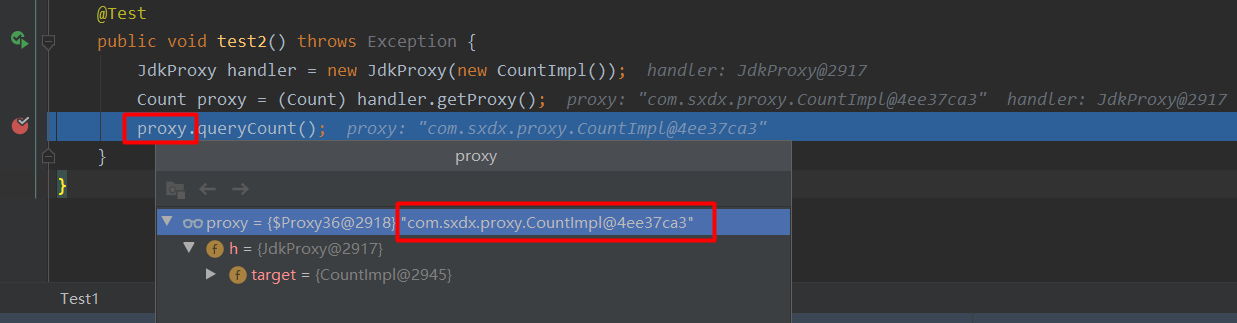 @Test
public void test2() throws Exception {
JdkProxy handler = new JdkProxy(new CountImpl()); handler: JdkProxy@2917
Count proxy = (Count) handler.getProxy(); proxy: "com.sxdx.proxy.CountImpl@4ee37ca3" handler: JdkProxy@2917
proxy.queryCount(); proxy: "com.sxdx.proxy.CountImpl@4ee37ca3"
}
}
proxy
proxy = {$Proxy36@2918} "com.sxdx.proxy.CountImpl@4ee37ca3"
f h = {JdkProxy@2917}
f target = {CountImpl@2945}
Test1